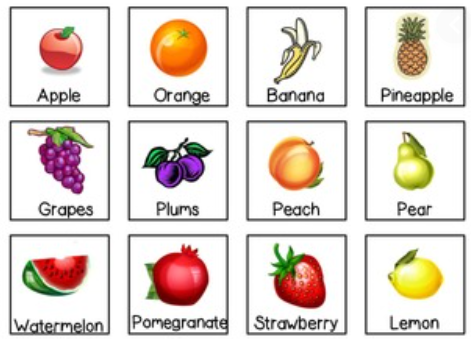 Apple
Orange
Banana
Pineapple
Grapes
Plums
Peach
Pear
Watermelon
Pomegranate
Strawberry
Lemon